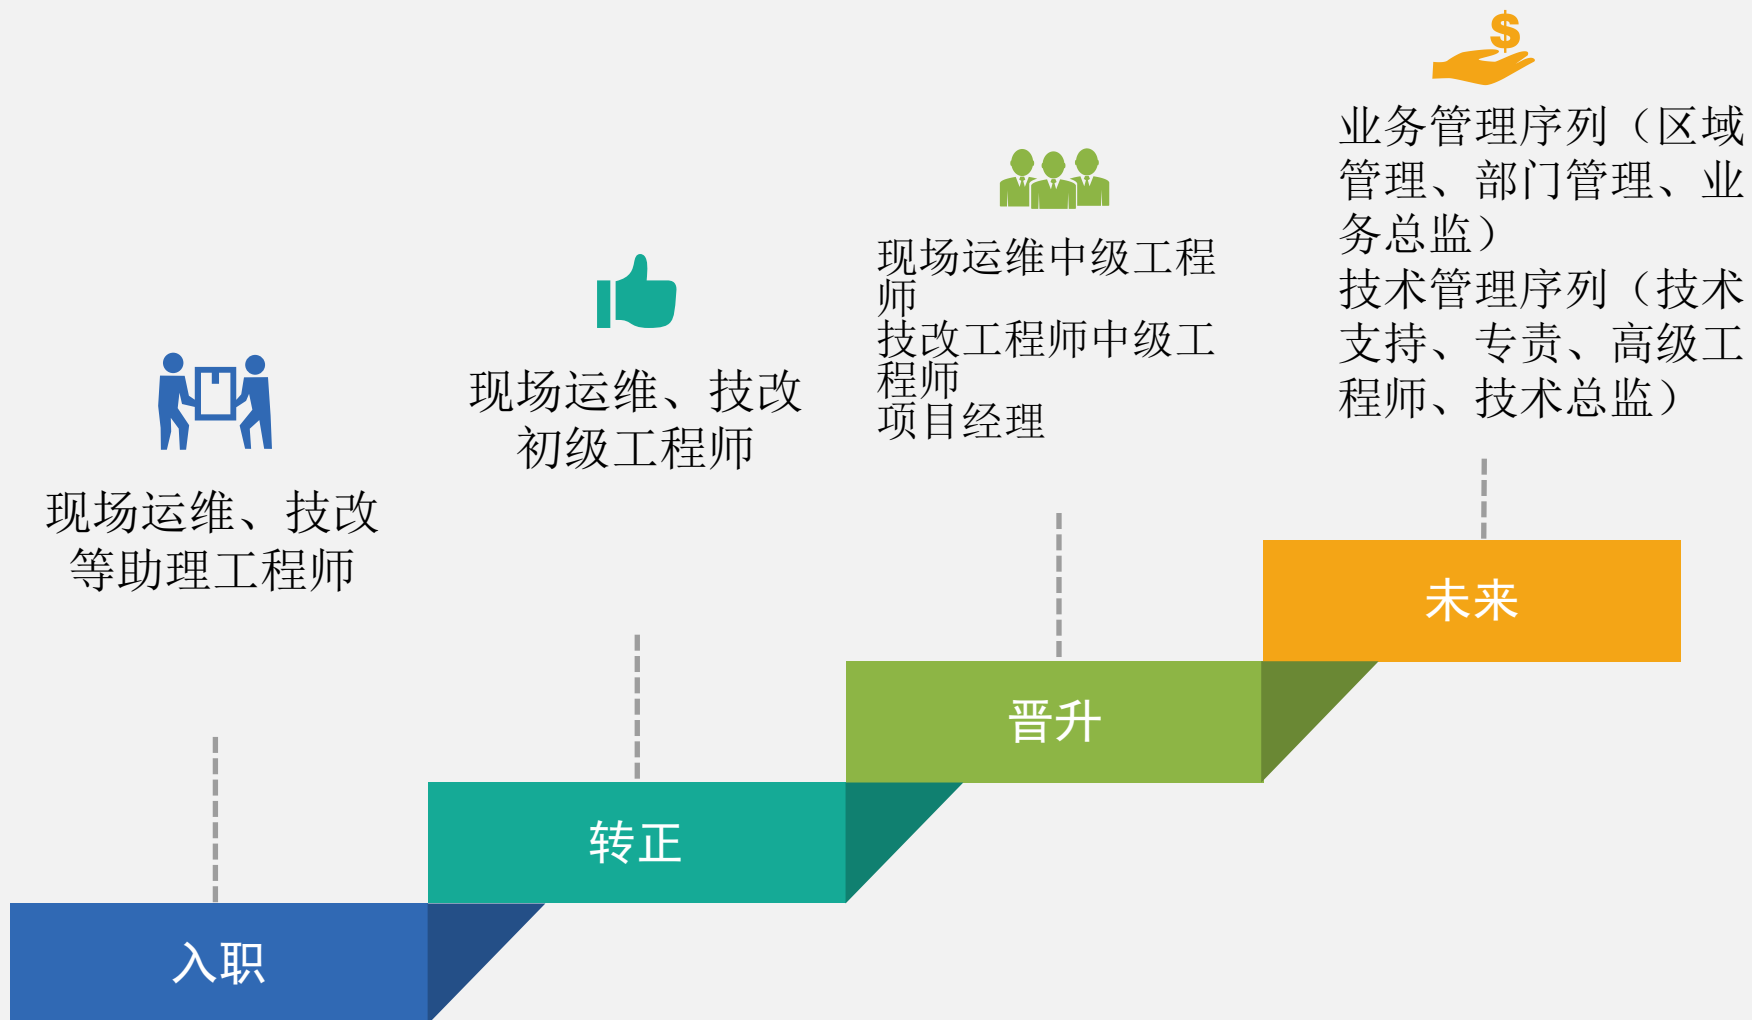 现场运维、技改
等助理工程师
入职
现场运维、技改
初级工程师
转正
现场运维中级工程
师
技改工程师中级工
程师
项目经理
晋升
$
业务管理序列（区域
管理、部门管理、业
务总监）
技术管理序列（技术
支持、专责、高级工
程师、技术总监）
未来